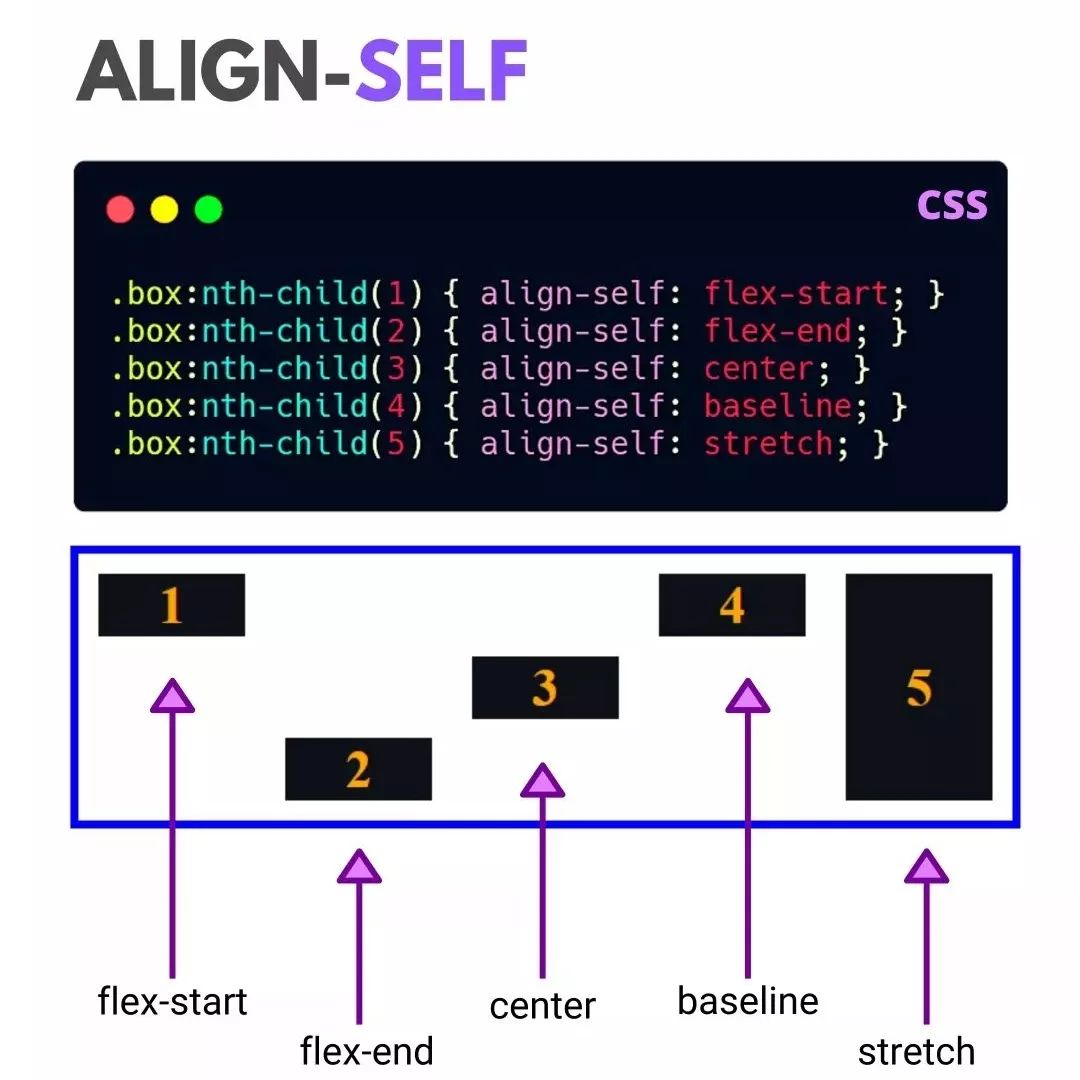 ALIGN-SELF
CSS
.box:nth-child(1) { align-self: flex-start; }
.box:nth-child(2) { align-self: flex-end; }
.box:nth-child(3) { align-self: center; }
.box:nth-child(4) { align-self: baseline; }
.box:nth-child(5) { align-self: stretch; }
1
2
3
4
5
flex-start
flex-end
center
baseline
stretch